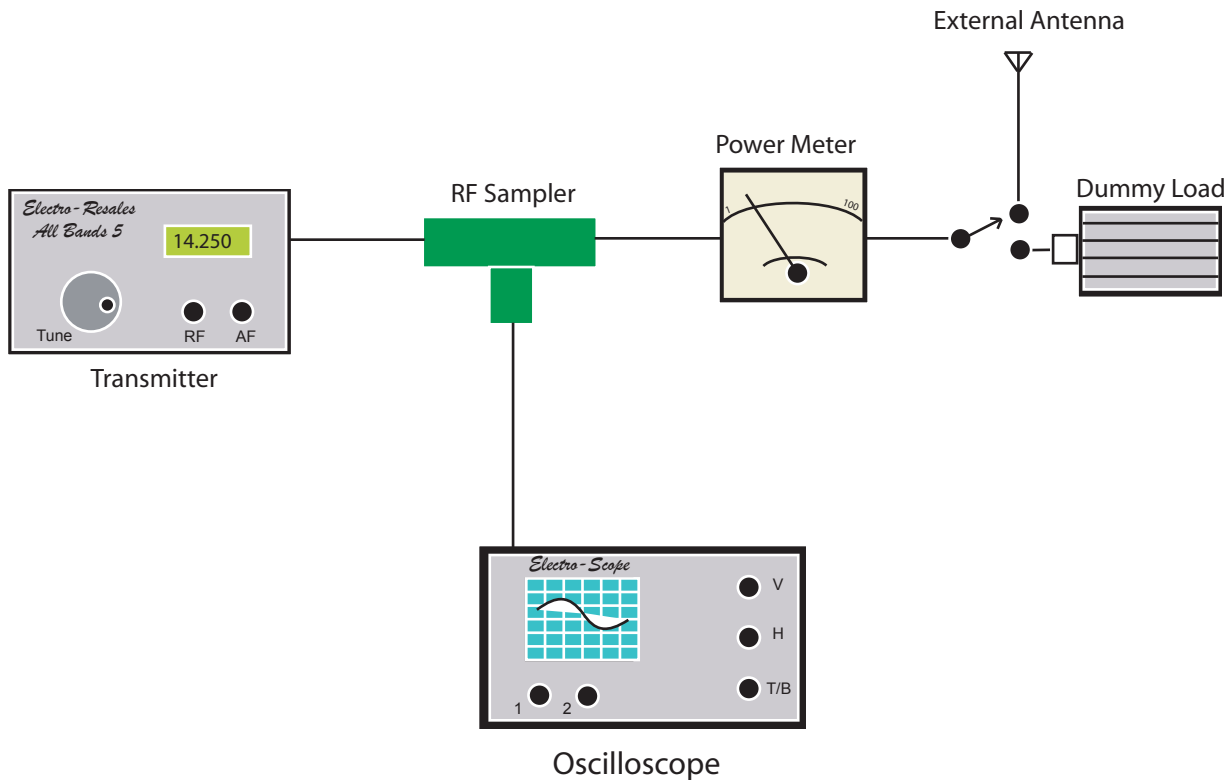 External Antenna
Power Meter
RF Sampler
Dummy Load
Electro-Resales
All Bands 5
14.250
1
100
Tune
RF
AF
Transmitter
Electro-Scope
V
H
T/B
1
2
Oscilloscope